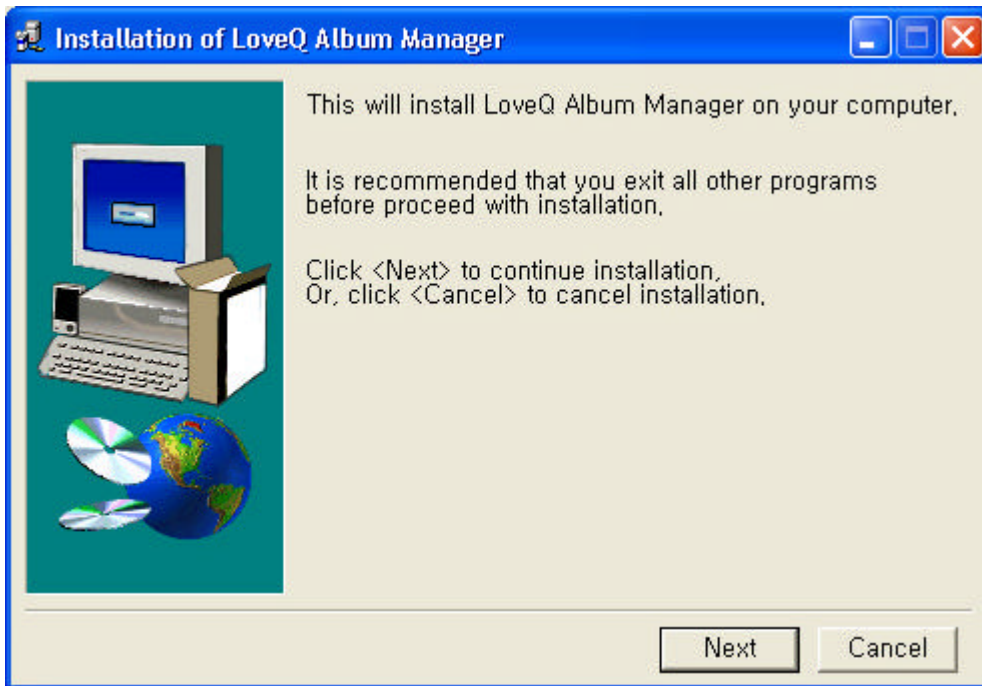 Installation of LoveQ Album Manager
This will install LoveQ Album Manager on your computer,
It is recommended that you exit all other programs
before proceed with installation,
Click <Next> to continue installation,
Or, click <Cancel> to cancel installation,
Next
Cancel